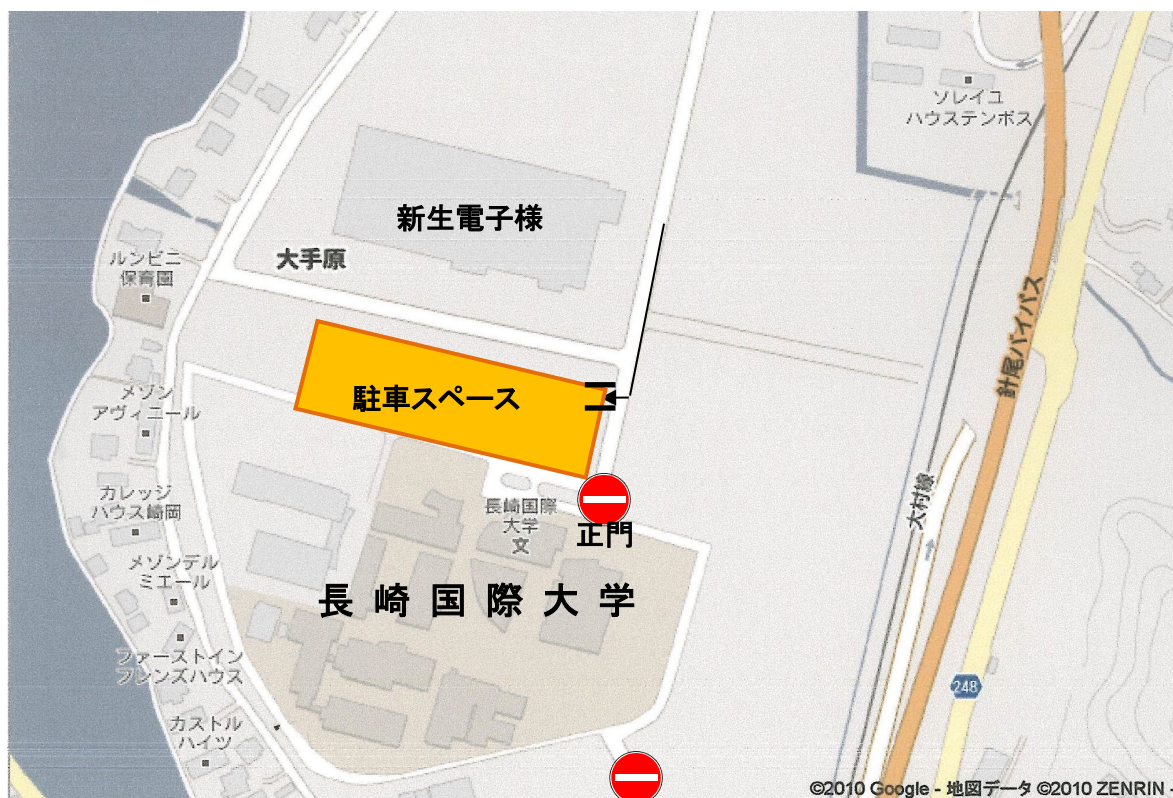 ソレイユ
ハウステンボス
新生電子様
大手原
ルンビニ
保育園
針尾バイパス
駐車スペース
メゾン
アヴィニール
大村線
カレッジ
ハウス崎岡
長崎国際
大学
文
正門
メゾンデル
ミエール
長崎国際大学
ファーストイン
フレンズハウス
248
カストル
ハイツ
©2010 Google - 地図データ ©2010 ZENRIN -